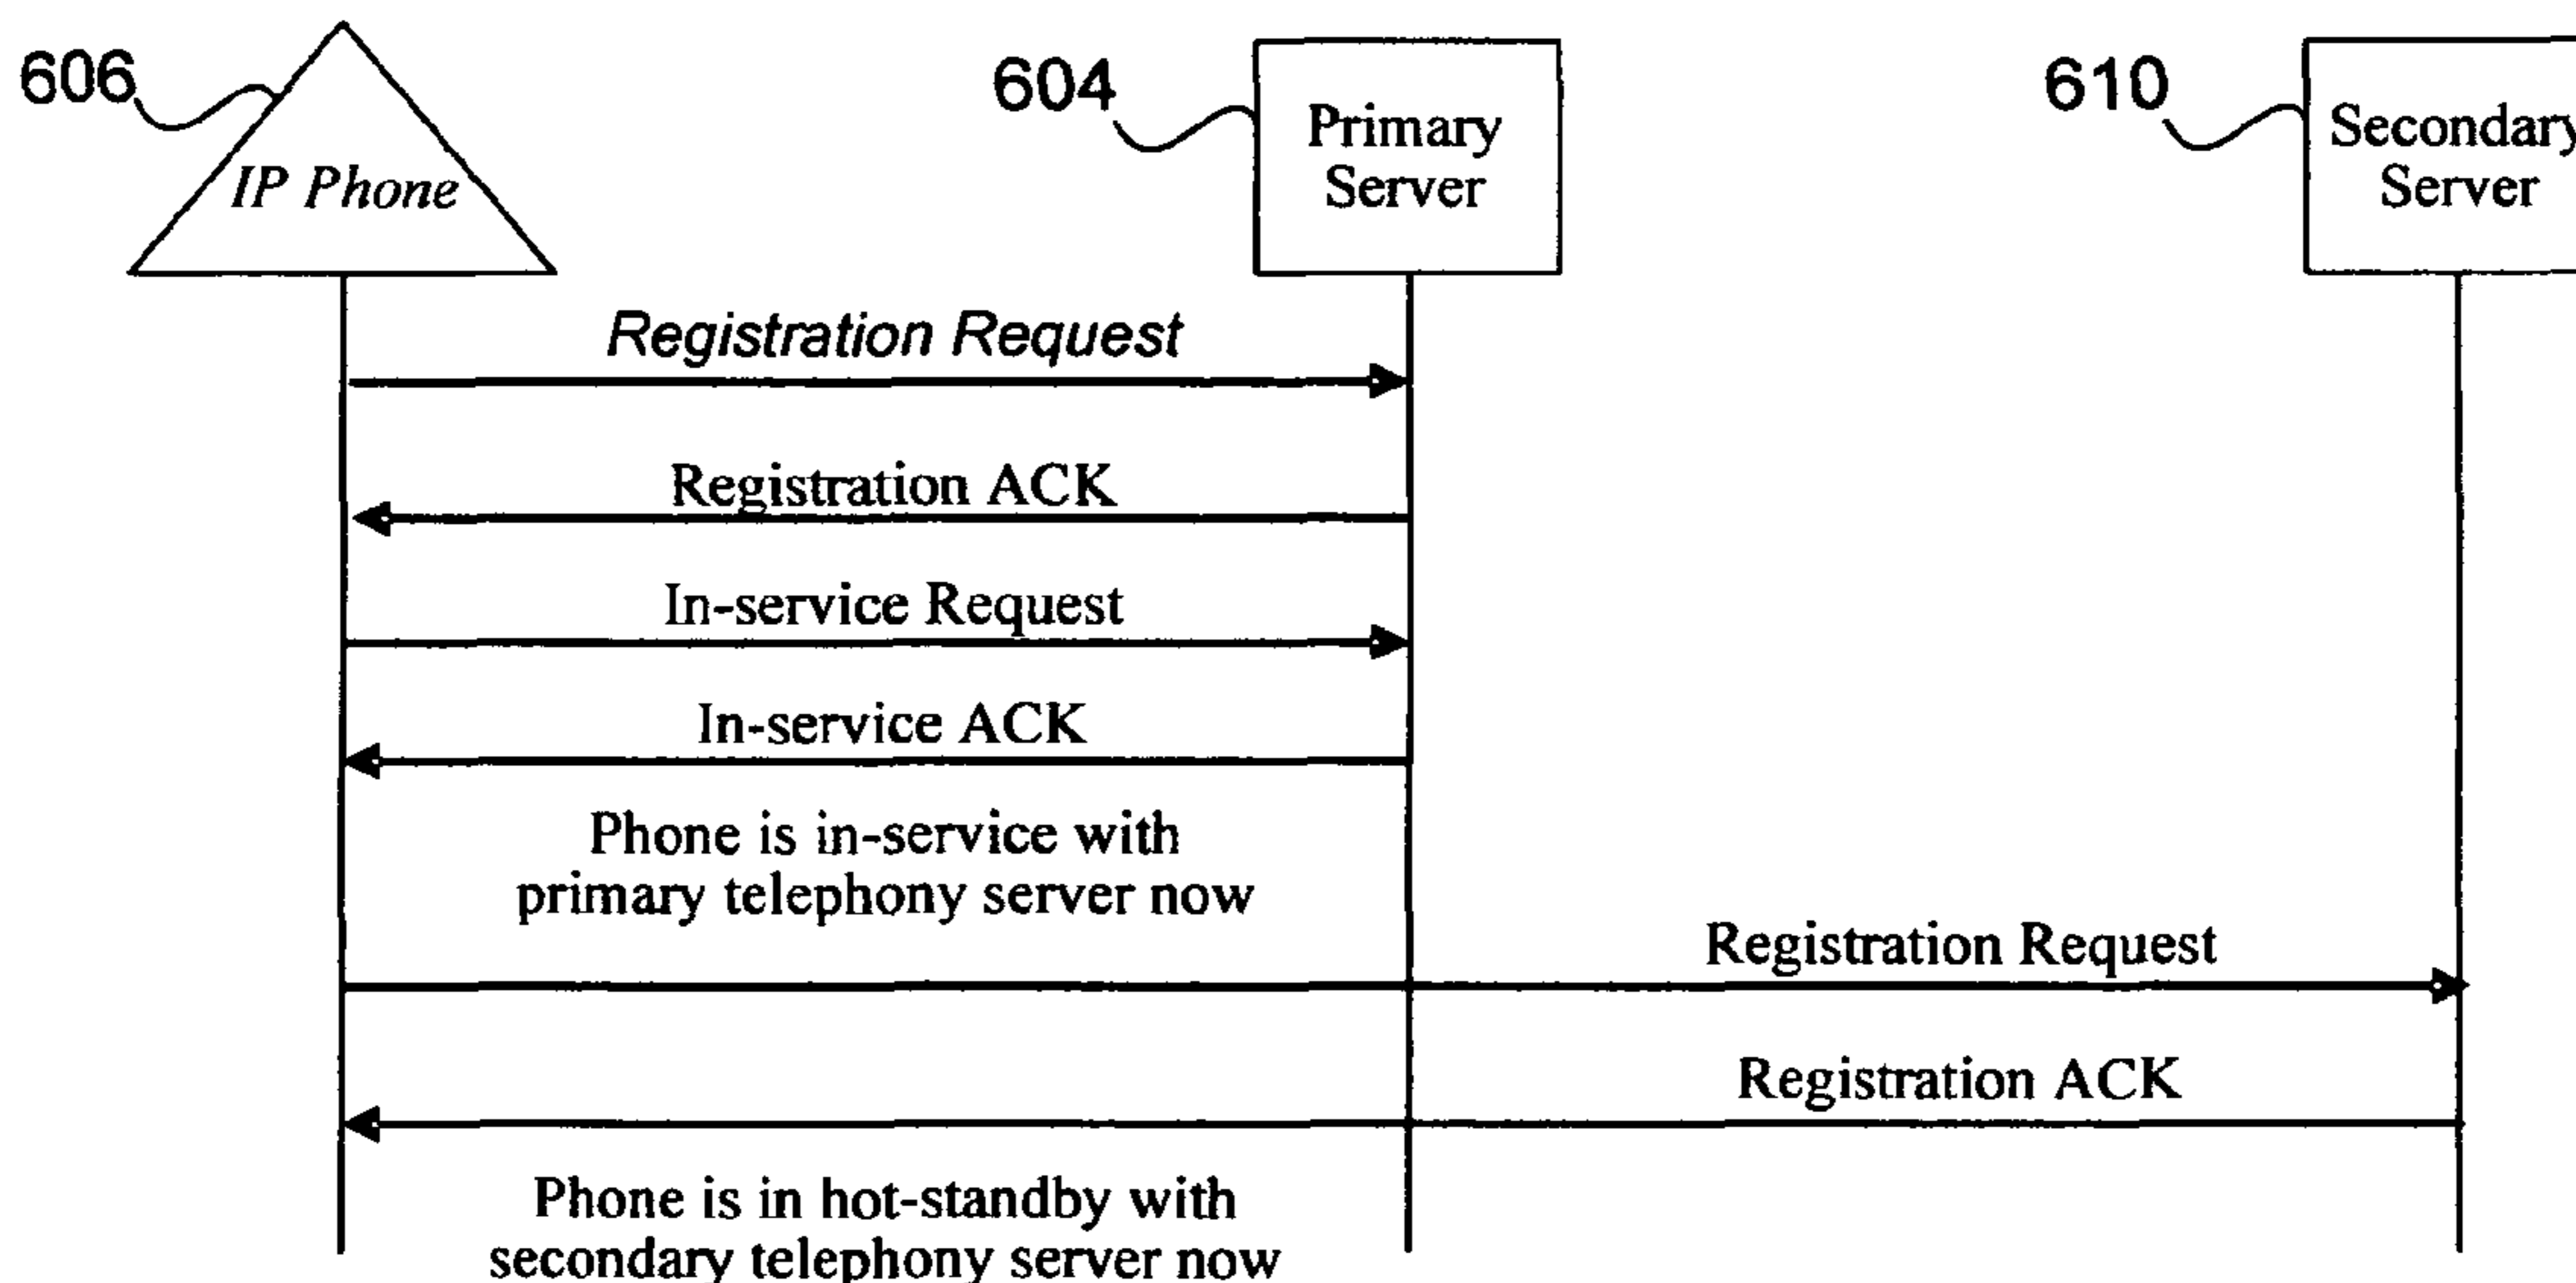 606
IP Phone
604
Primary
Server
610
Secondary
Server
Registration Request
Registration ACK
In-service Request
In-service ACK
Phone is in-service with
primary telephony server now
Registration Request
Registration ACK
Phone is in hot-standby with
secondary telephony server now